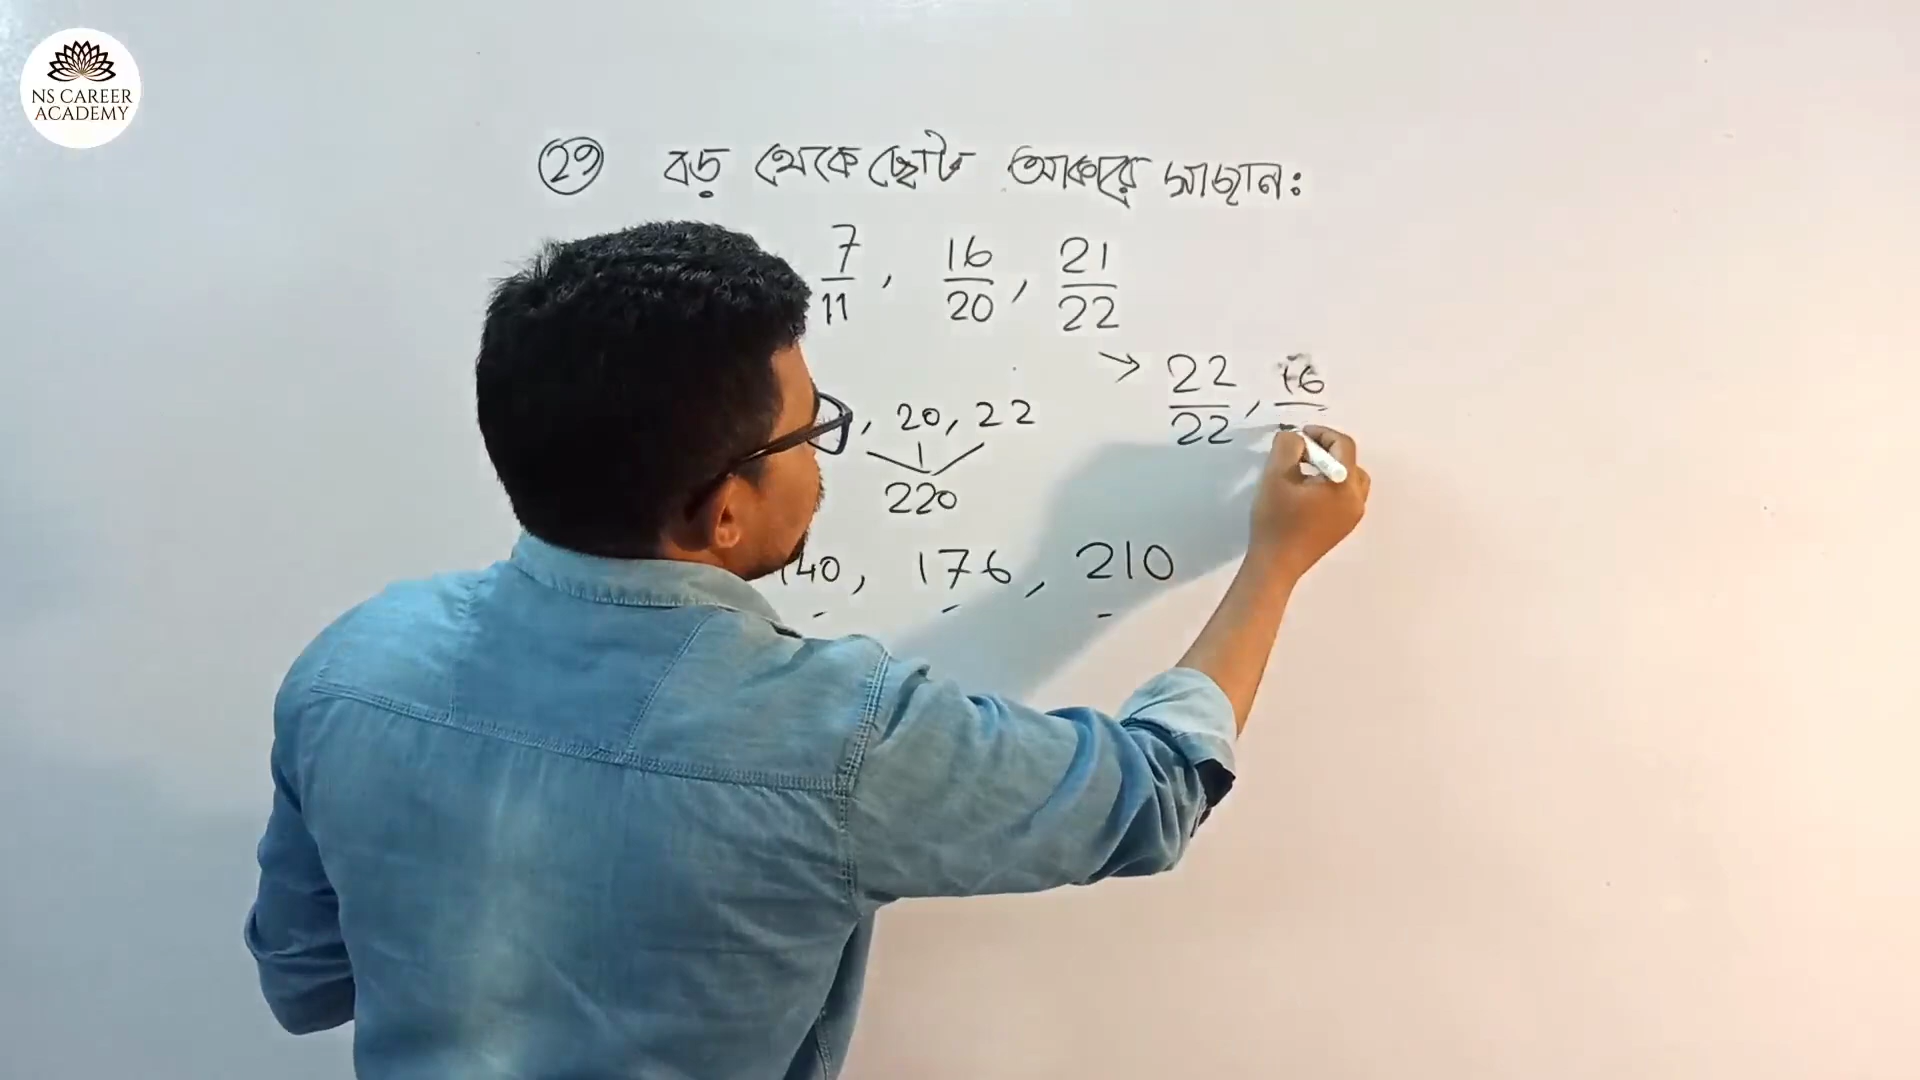 NS CAREER
ACADEMY
29 বড় থেকে ছোট আকারে সাজান:
7/11, 16/20, 21/22
→ 22/22, 16
, 20, 22
220
140, 176, 210